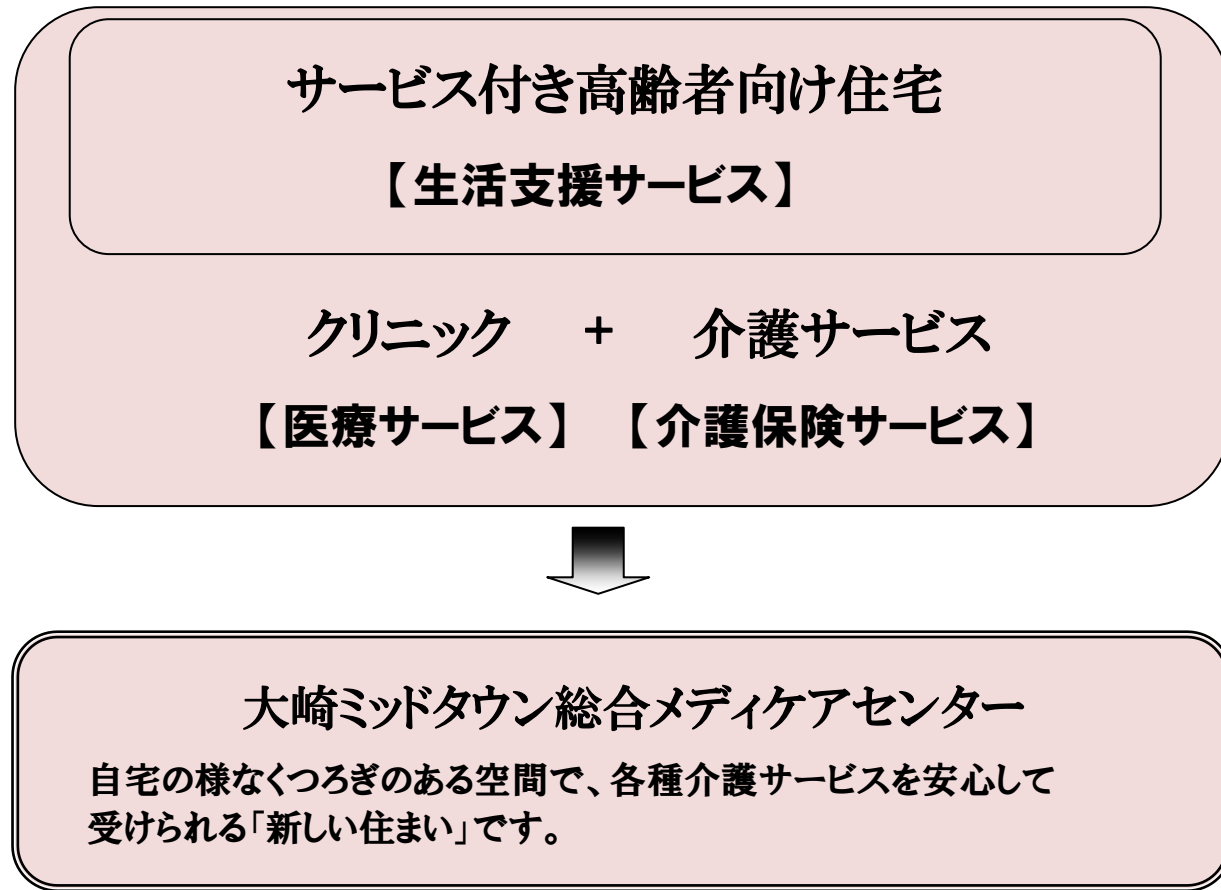 サービス付き高齢者向け住宅
【生活支援サービス】
クリニック + 介護サービス
【医療サービス】 【介護保険サービス】
大崎ミッドタウン総合メディケアセンター
自宅の様なくつろぎのある空間で、各種介護サービスを安心して
受けられる「新しい住まい」です。